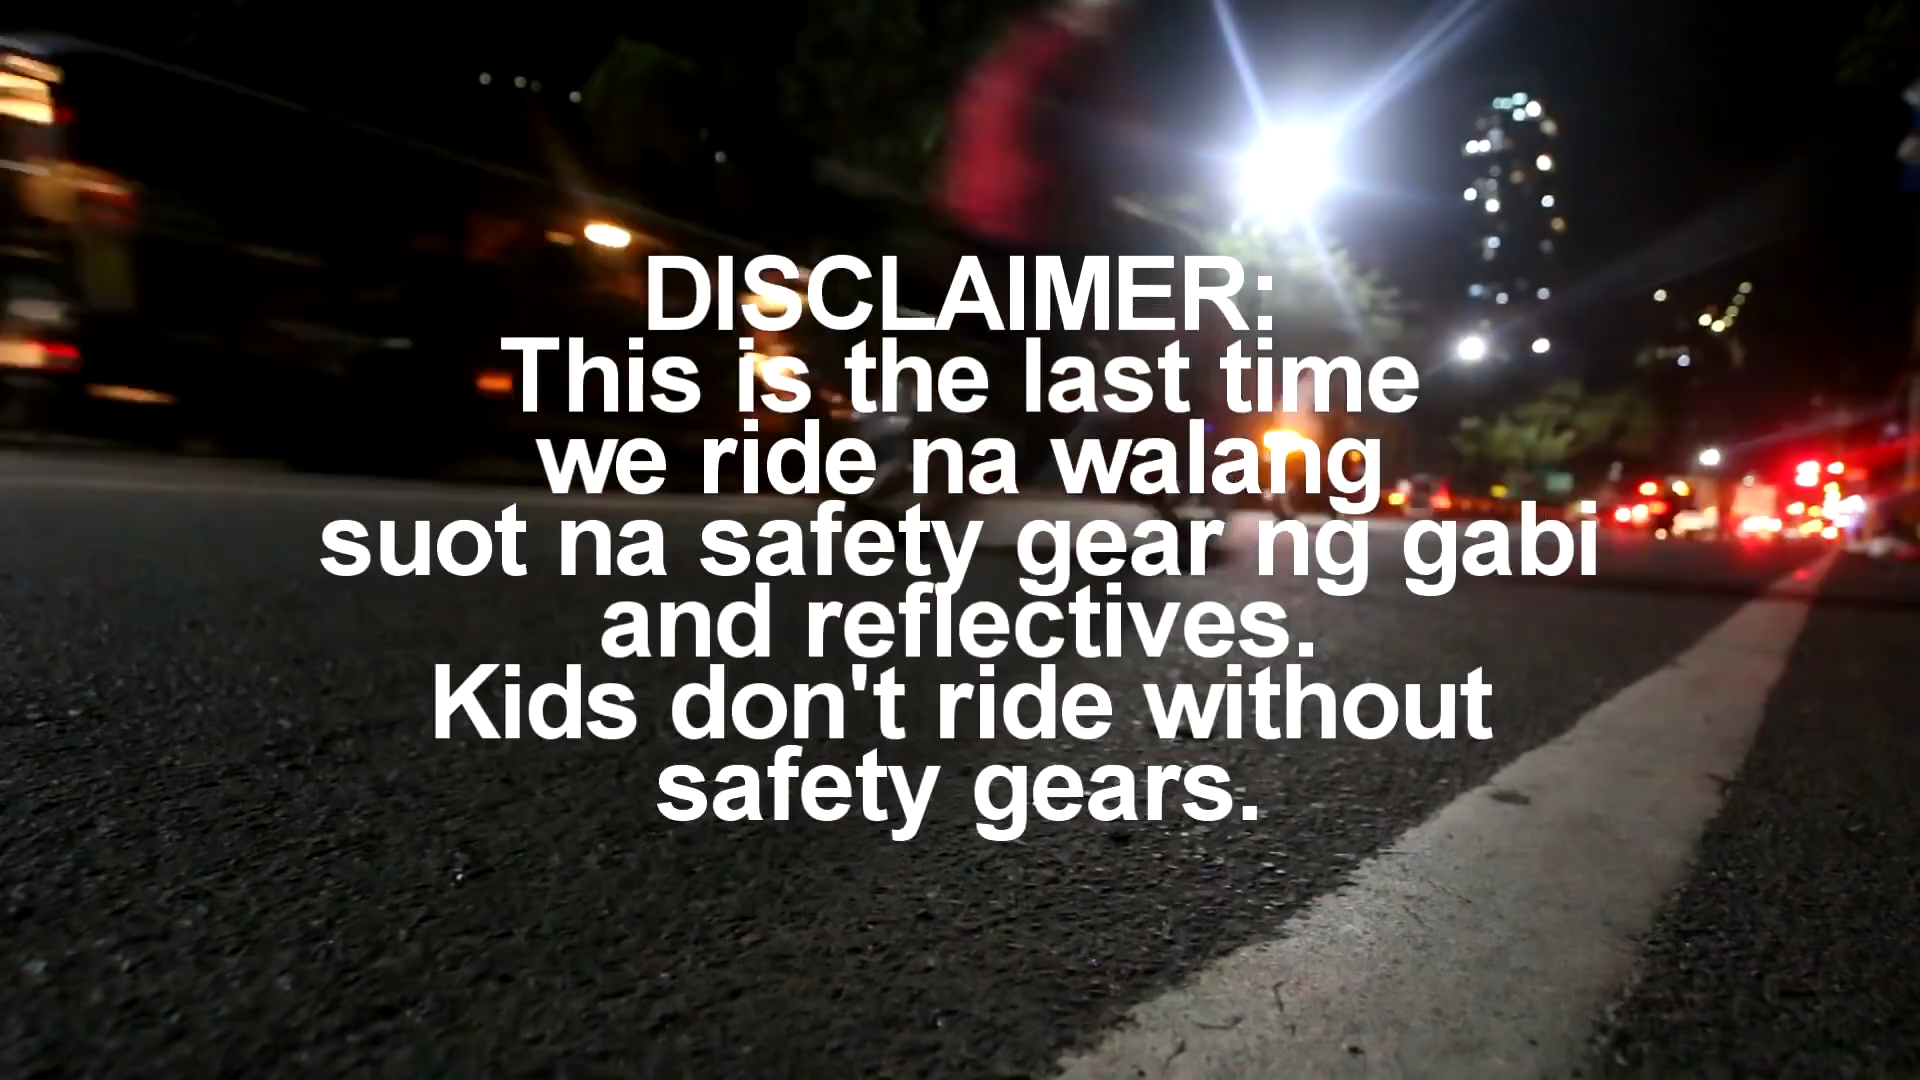 DISCLAIMER:
This is the last time
we ride na walang
suot na safety gear ng gabi
and reflectives.
Kids don't ride without
safety gears.